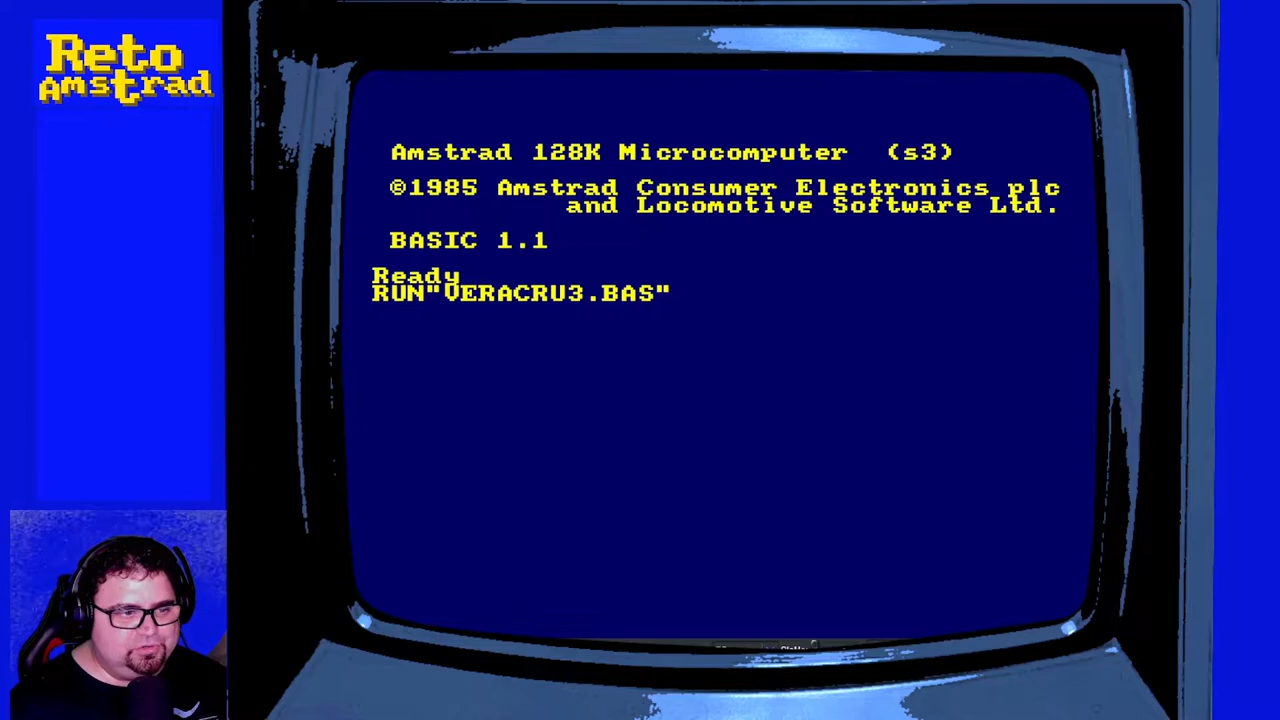 Reto
Amstrad
Amstrad 128K Microcomputer (s3)
©1985 Amstrad Consumer Electronics plc
and Locomotive Software Ltd.
BASIC 1.1
Ready
RUN"VERACRU3.BAS"